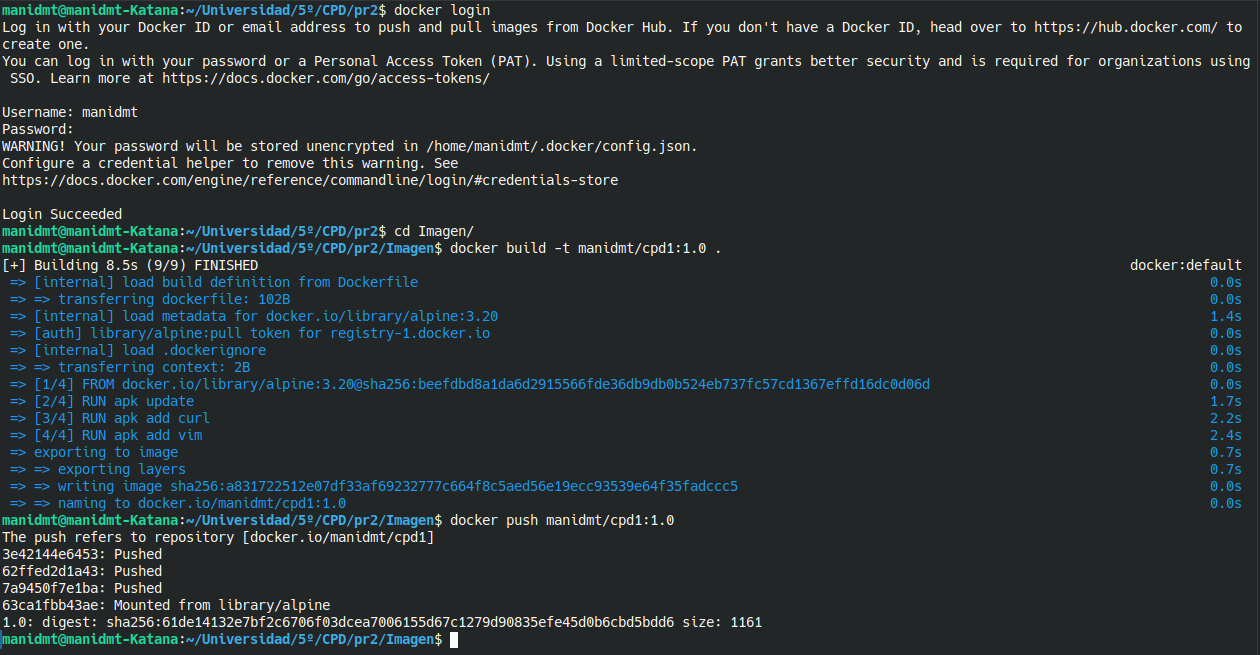 manidmt@manidmt-Katana:~/Universidad/5º/CPD/pr2$ docker login
Log in with your Docker ID or email address to push and pull images from Docker Hub. If you don't have a Docker ID, head over to https://hub.docker.com/ to
create one.
You can log in with your password or a Personal Access Token (PAT). Using a limited-scope PAT grants better security and is required for organizations using
 SSO. Learn more at https://docs.docker.com/go/access-tokens/

Username: manidmt
Password:
WARNING! Your password will be stored unencrypted in /home/manidmt/.docker/config.json.
Configure a credential helper to remove this warning. See
https://docs.docker.com/engine/reference/commandline/login/#credentials-store

Login Succeeded
manidmt@manidmt-Katana:~/Universidad/5º/CPD/pr2$ cd Imagen/
manidmt@manidmt-Katana:~/Universidad/5º/CPD/pr2/Imagen$ docker build -t manidmt/cpd1:1.0 .
[+] Building 8.5s (9/9) FINISHED docker:default
 => [internal] load build definition from Dockerfile 0.0s
 => => transferring dockerfile: 102B 0.0s
 => [internal] load metadata for docker.io/library/alpine:3.20 1.4s
 => [auth] library/alpine:pull token for registry-1.docker.io 0.0s
 => [internal] load .dockerignore 0.0s
 => => transferring context: 2B 0.0s
 => [1/4] FROM docker.io/library/alpine:3.20@sha256:beefdbd8a1da6d2915566fde36db9db0b524eb737fc57cd1367effd16dc0d06d 0.0s
 => [2/4] RUN apk update 1.7s
 => [3/4] RUN apk add curl 2.2s
 => [4/4] RUN apk add vim 2.4s
 => exporting to image 0.7s
 => => exporting layers 0.7s
 => => writing image sha256:a831722512e07df33af69232777c664f8c5aed56e19ecc93539e64f35fadccc5 0.0s
 => => naming to docker.io/manidmt/cpd1:1.0 0.0s
manidmt@manidmt-Katana:~/Universidad/5º/CPD/pr2/Imagen$ docker push manidmt/cpd1:1.0
The push refers to repository [docker.io/manidmt/cpd1]
3e42144e6453: Pushed
62ffed2d1a43: Pushed
7a9450f7e1ba: Pushed
63ca1fbb43ae: Mounted from library/alpine
1.0: digest: sha256:61de14132e7bf2c6706f03dcea7006155d67c1279d90835efe45d0b6cbd5bdd6 size: 1161
manidmt@manidmt-Katana:~/Universidad/5º/CPD/pr2/Imagen$